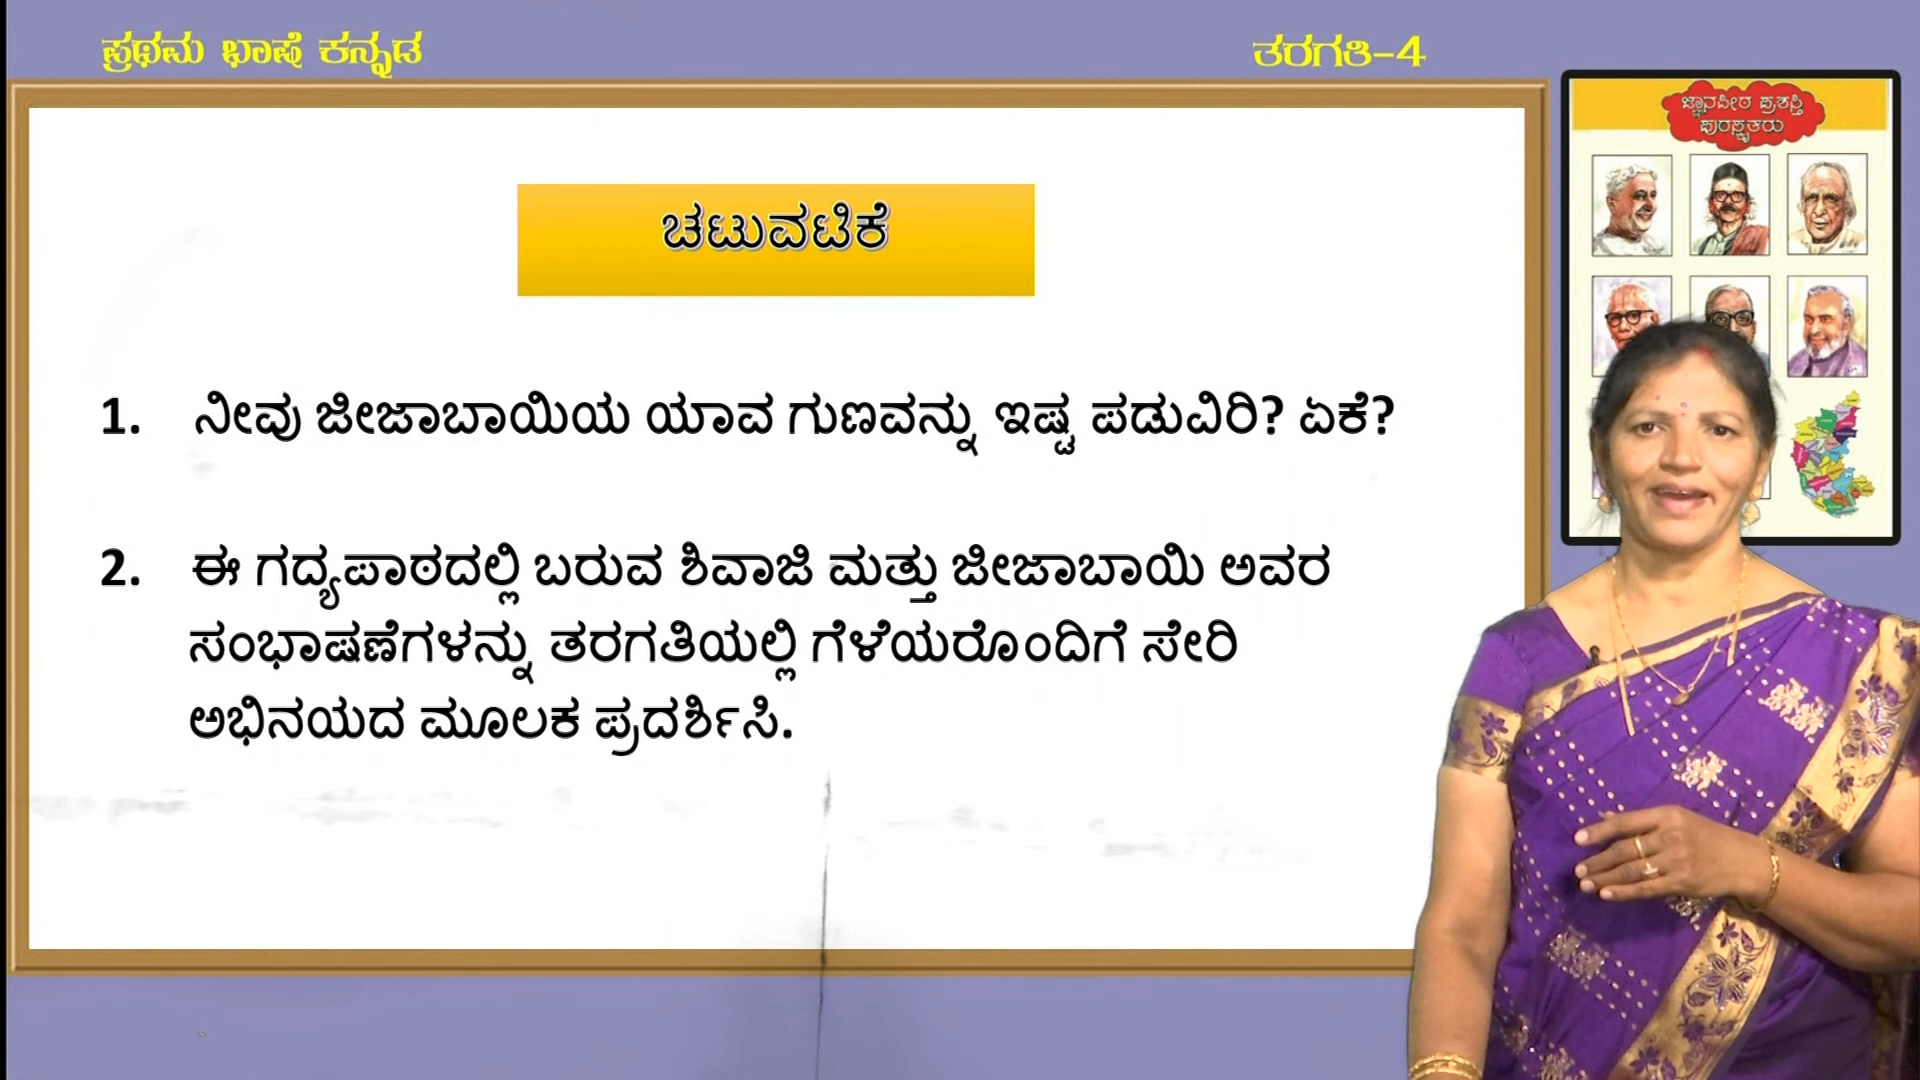 ಪ್ರಥಮ ಭಾಷೆ ಕನ್ನಡ
ತರಗತಿ-4
ಜ್ಞಾನಪೀಠ ಪ್ರಶಸ್ತಿ
ಪುರಸ್ಕೃತರು
ಚಟುವಟಿಕೆ
1. ನೀವು ಜೀಜಾಬಾಯಿಯ ಯಾವ ಗುಣವನ್ನು ಇಷ್ಟ ಪಡುವಿರಿ? ಏಕೆ?
2. ಈ ಗದ್ಯಪಾಠದಲ್ಲಿ ಬರುವ ಶಿವಾಜಿ ಮತ್ತು ಜೀಜಾಬಾಯಿ ಅವರ
ಸಂಭಾಷಣೆಗಳನ್ನು ತರಗತಿಯಲ್ಲಿ ಗೆಳೆಯರೊಂದಿಗೆ ಸೇರಿ
ಅಭಿನಯದ ಮೂಲಕ ಪ್ರದರ್ಶಿಸಿ.